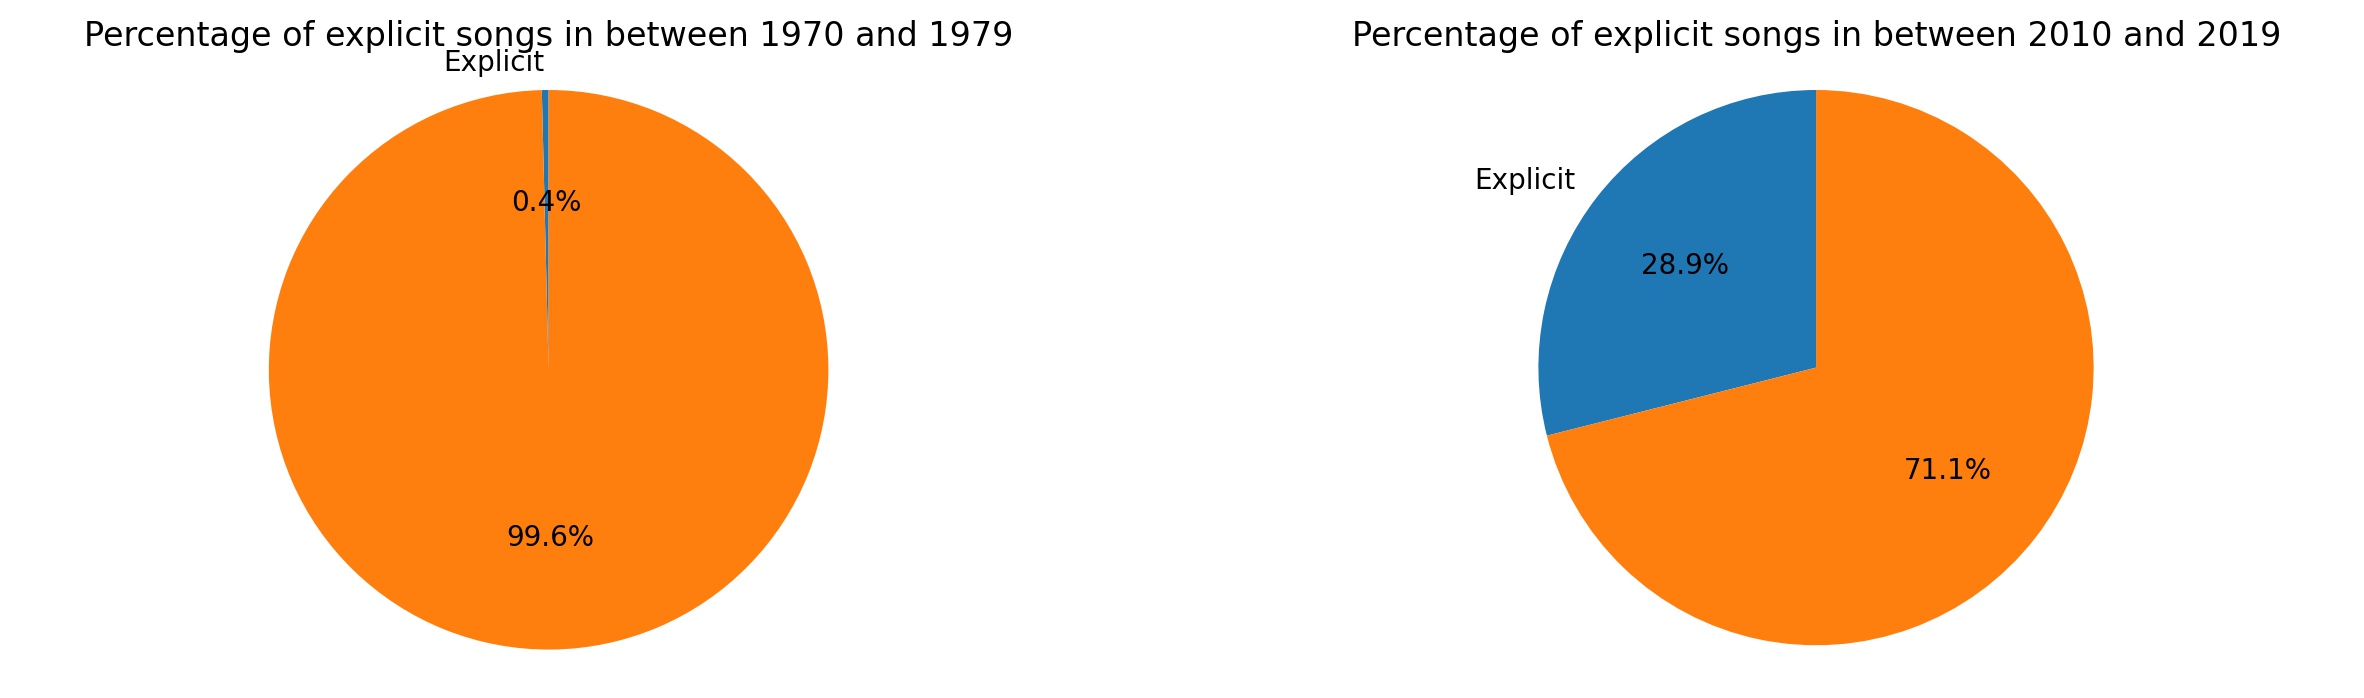 Percentage of explicit songs in between 1970 and 1979
Explicit
0.4%
99.6%
Percentage of explicit songs in between 2010 and 2019
Explicit
28.9%
71.1%